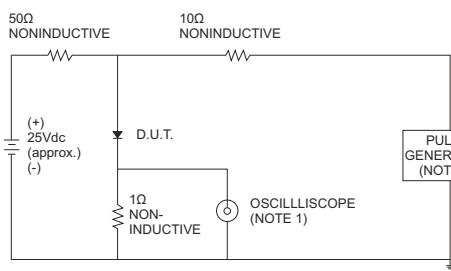 50Ω
NONINDUCTIVE
10Ω
NONINDUCTIVE
(+)
25Vdc
(approx.)
(-)
D.U.T.
1Ω
NON-
INDUCTIVE
OSCILLLISCOPE
(NOTE 1)
PUL
GENER
(NOT